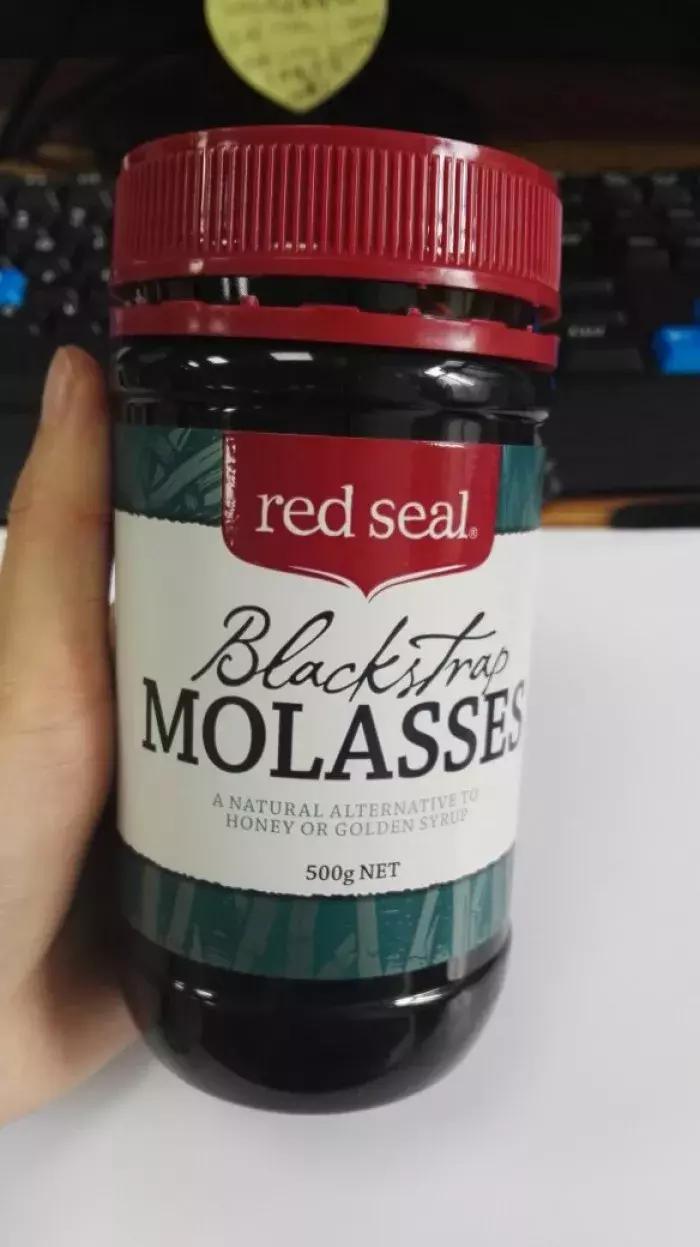 red seal®
Blackstrap
MOLASSES
A NATURAL ALTERNATIVE TO
HONEY OR GOLDEN SYRUP
500g NET